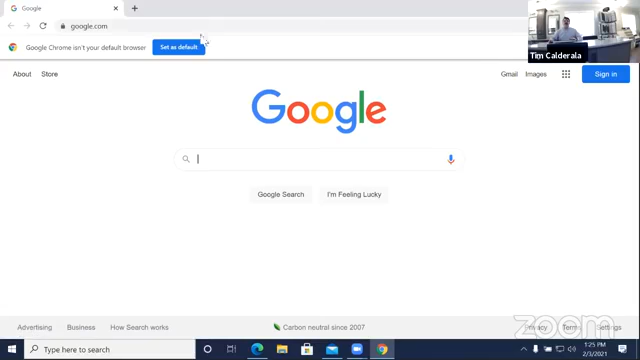 Google
google.com
Google Chrome isn't your default browser Set as default
Tim Calderala
About Store Gmail Images Sign in
Google
Google Search I'm Feeling Lucky
Advertising Business How Search works Carbon neutral since 2007 Privacy Terms Settings
zoom
Type here to search
1:25 PM
2/3/2021